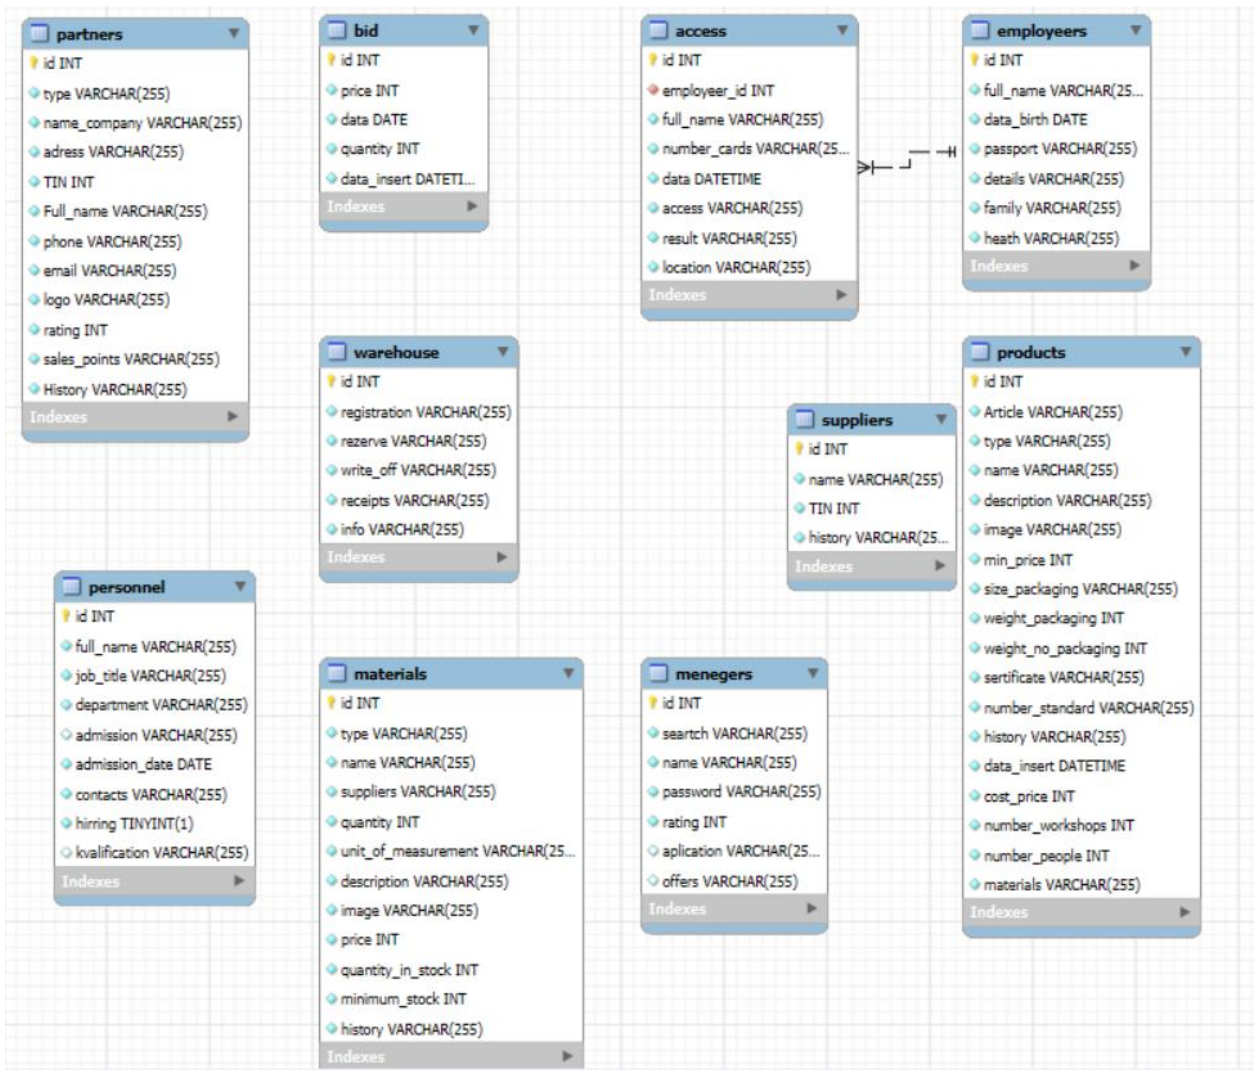 partners
id INT
type VARCHAR(255)
name_company VARCHAR(255)
adress VARCHAR(255)
TIN INT
Full_name VARCHAR(255)
phone VARCHAR(255)
email VARCHAR(255)
logo VARCHAR(255)
rating INT
sales_points VARCHAR(255)
History VARCHAR(255)
Indexes
bid
id INT
price INT
data DATE
quantity INT
data_insert DATETI...
Indexes
access
id INT
employeer_id INT
full_name VARCHAR(255)
number_cards VARCHAR(25...
data DATETIME
access VARCHAR(255)
result VARCHAR(255)
location VARCHAR(255)
Indexes
employeers
id INT
full_name VARCHAR(25...
data_birth DATE
passport VARCHAR(255)
details VARCHAR(255)
family VARCHAR(255)
heath VARCHAR(255)
Indexes
warehouse
id INT
registration VARCHAR(255)
rezerve VARCHAR(255)
write_off VARCHAR(255)
receipts VARCHAR(255)
info VARCHAR(255)
Indexes
suppliers
id INT
name VARCHAR(255)
TIN INT
history VARCHAR(25...
Indexes
products
id INT
Article VARCHAR(255)
type VARCHAR(255)
name VARCHAR(255)
description VARCHAR(255)
image VARCHAR(255)
min_price INT
size_packaging VARCHAR(255)
weight_packaging INT
weight_no_packaging INT
sertificate VARCHAR(255)
number_standard VARCHAR(255)
history VARCHAR(255)
data_insert DATETIME
cost_price INT
number_workshops INT
number_people INT
materials VARCHAR(255)
Indexes
personnel
id INT
full_name VARCHAR(255)
job_title VARCHAR(255)
department VARCHAR(255)
admission VARCHAR(255)
admission_date DATE
contacts VARCHAR(255)
hirring TINYINT(1)
kvalification VARCHAR(255)
Indexes
materials
id INT
type VARCHAR(255)
name VARCHAR(255)
suppliers VARCHAR(255)
quantity INT
unit_of_measurement VARCHAR(25...
description VARCHAR(255)
image VARCHAR(255)
price INT
quantity_in_stock INT
minimum_stock INT
history VARCHAR(255)
Indexes
menegers
id INT
seartch VARCHAR(255)
name VARCHAR(255)
password VARCHAR(255)
rating INT
aplication VARCHAR(25...
offers VARCHAR(255)
Indexes